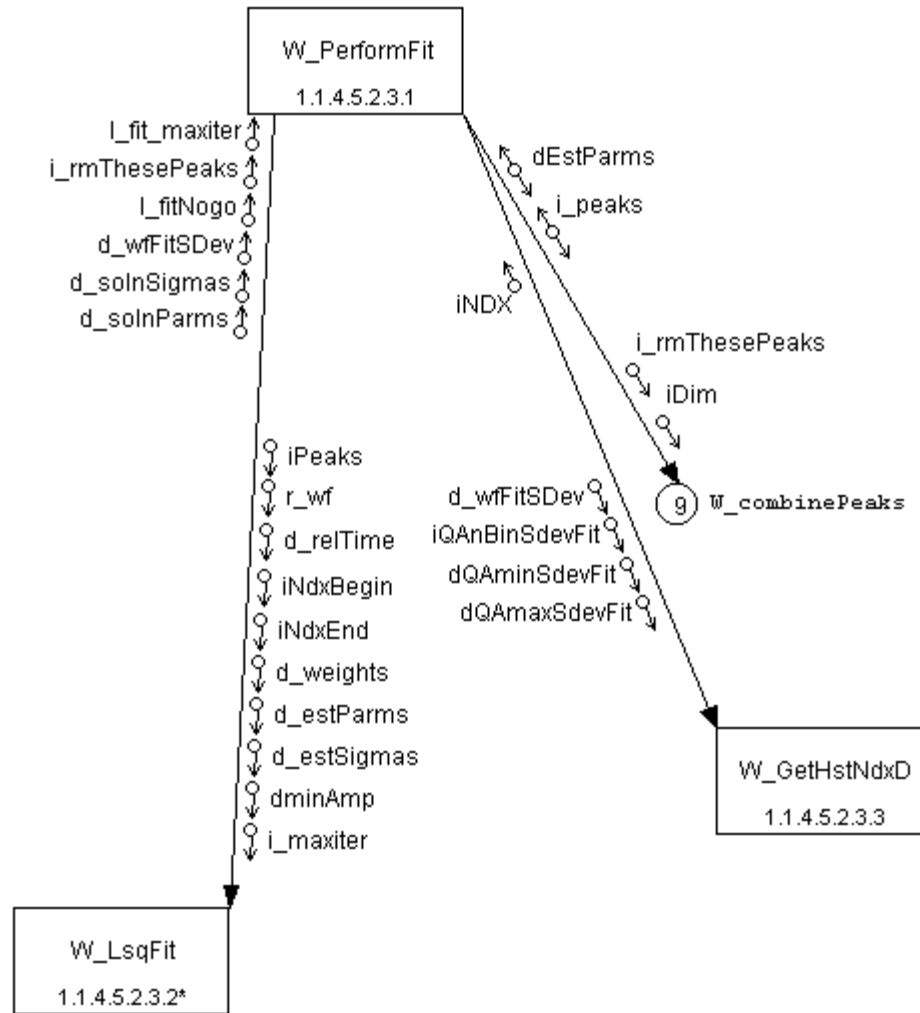 W_PerformFit
1.1.4.5.2.3.1
l_fit_maxiter
i_rmThesePeaks
l_fitNogo
d_wfFitSDev
d_solnSigmas
d_solnParms
dEstParms
i_peaks
iNDX
i_rmThesePeaks
iDim
9 W_combinePeaks
iPeaks
r_wf
d_relTime
iNdxBegin
iNdxEnd
d_weights
d_estParms
d_estSigmas
dminAmp
i_maxiter
d_wfFitSDev
iQAnBinSdevFit
dQAminSdevFit
dQAmaxSdevFit
W_GetHstNdxD
1.1.4.5.2.3.3
W_LsqFit
1.1.4.5.2.3.2*